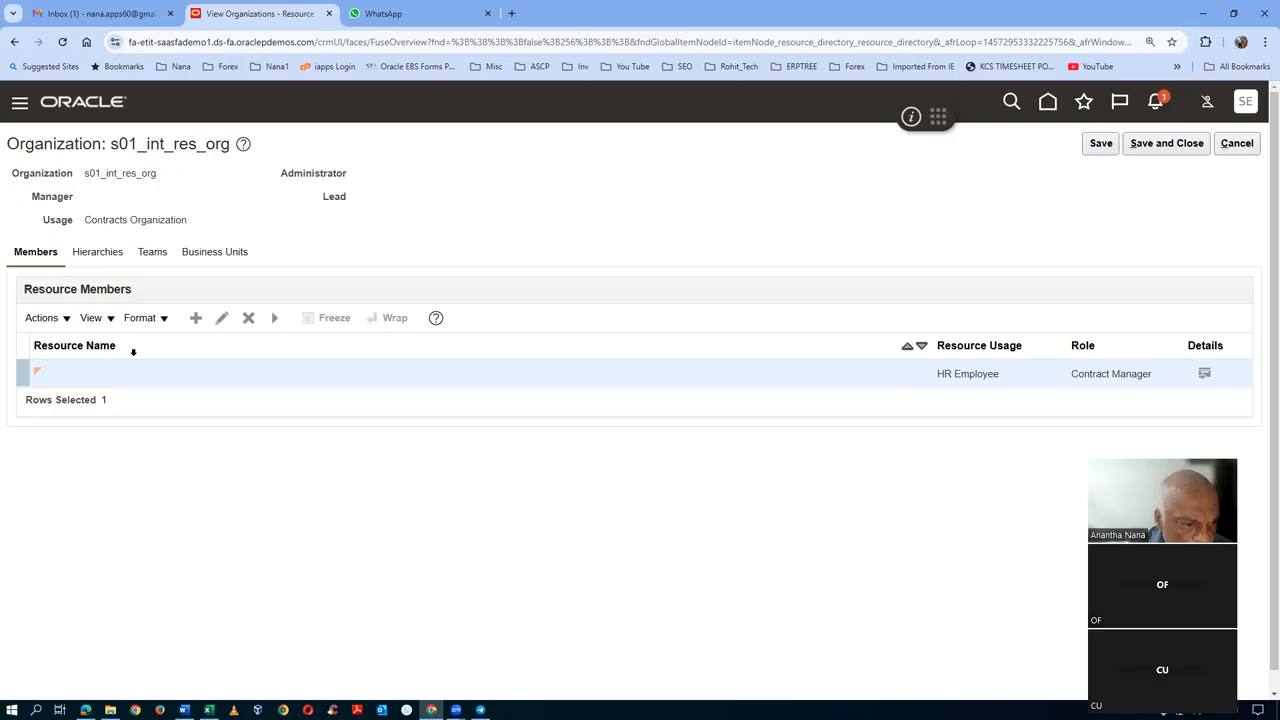 Inbox (1) - nana.apps60@gmai
View Organizations - Resource
WhatsApp
fa-etit-saasfademo1.ds-fa.oraclepdemos.com/crmUI/faces/FuseOverview?fnd=%3B%3B%3B%3Bfalse%3B256%3B%3B%3B&fndGlobalItemNodeId=itemNode_resource_directory_resource_directory&_afrLoop=14572953332225756&_afrWindow...
Suggested Sites
Bookmarks
Nana
Forex
Nana1
iapps Login
Oracle EBS Forms P...
Misc
ASCP
Inv
You Tube
SEO
Rohit_Tech
ERPTREE
Forex
Imported From IE
KCS TIMESHEET PO...
YouTube
All Bookmarks
ORACLE
1
SE
Organization: s01_int_res_org
Save
Save and Close
Cancel
Organization s01_int_res_org
Administrator
Manager
Lead
Usage Contracts Organization
Members
Hierarchies
Teams
Business Units
Resource Members
Actions
View
Format
Freeze
Wrap
Resource Name
Resource Usage
Role
Details
HR Employee
Contract Manager
Rows Selected 1
Anantha Nana
OF
OF
CU
CU